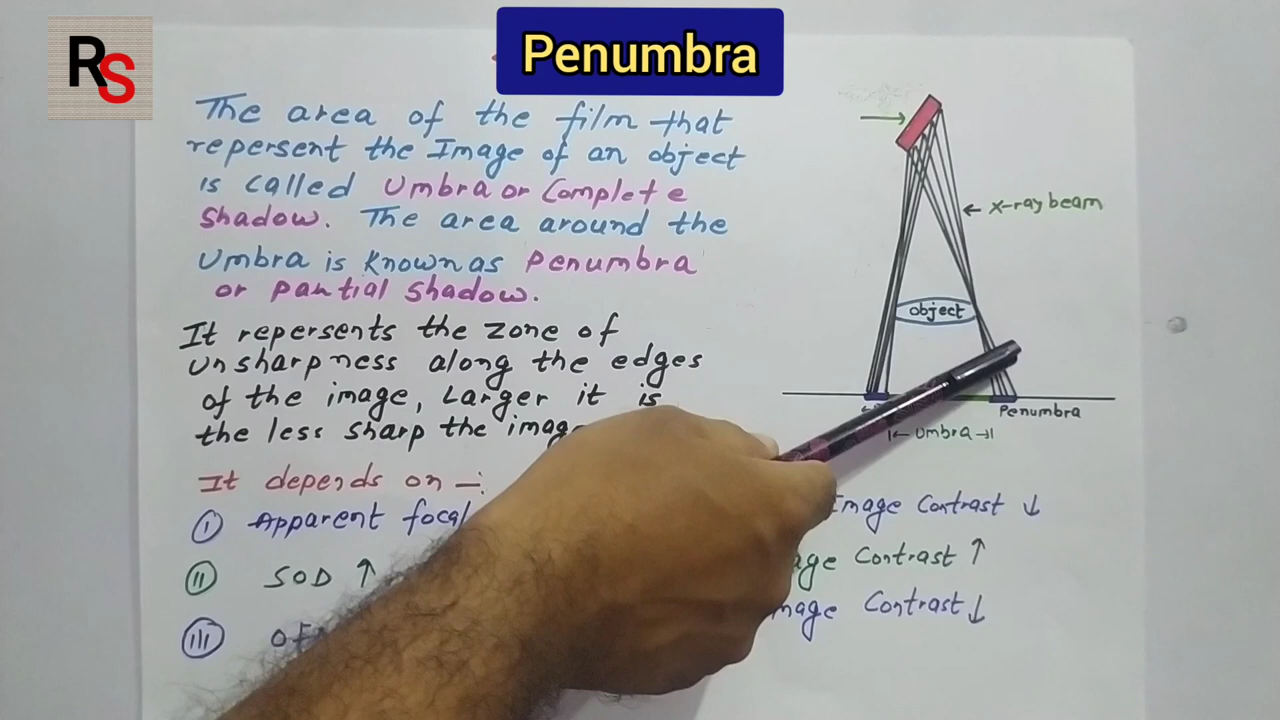 RS
Penumbra
The area of the film that
repersent the Image of an object
is called Umbra or Complete
Shadow. The area around the
Umbra is Known as Penumbra
or partial Shadow.
It repersents the zone of
Unsharpness along the edges
of the image, Larger it is
the less sharp the
It depends on -:
(I) Apparent focal
(II) SOD ↑
(III)
Image Contrast ↓
Contrast ↑
Contrast ↓
← X-ray beam
object
Penumbra
|← Umbra →|